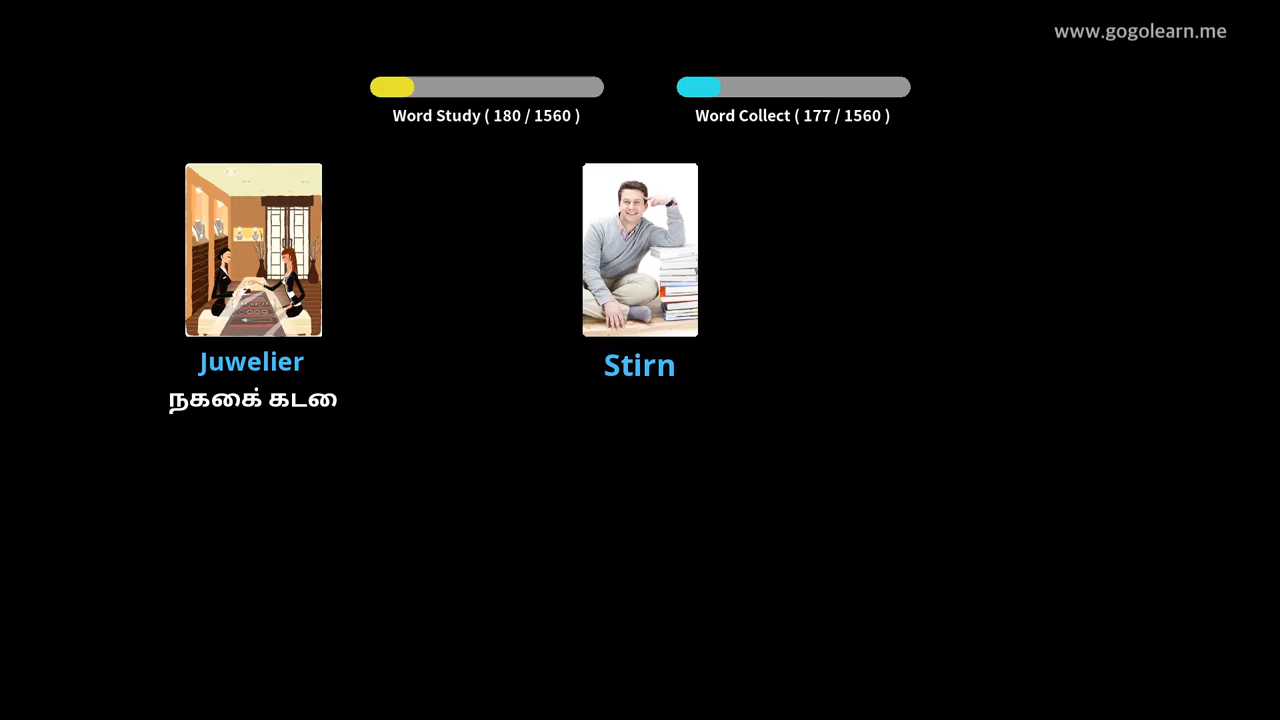 www.gogolearn.me
Word Study ( 180 / 1560 )
Word Collect ( 177 / 1560 )
Juwelier
நகைக் கடை
Stirn